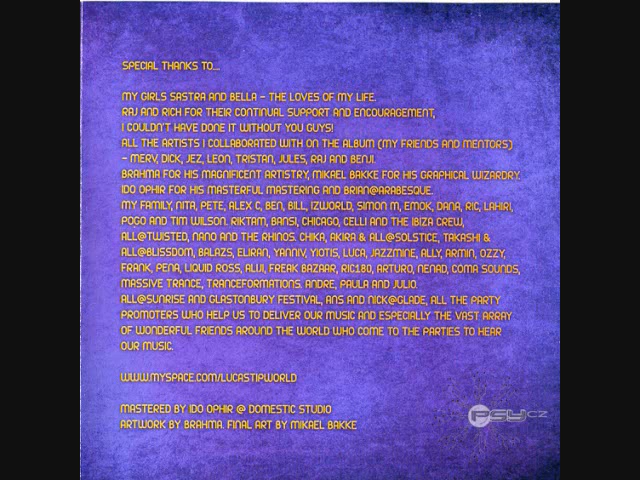 SPECIAL THANKS TO....
MY GIRLS SASTRA AND BELLA - THE LOVES OF MY LIFE.
RAJ AND RICH FOR THEIR CONTINUAL SUPPORT AND ENCOURAGEMENT,
I COULDN'T HAVE DONE IT WITHOUT YOU GUYS!
ALL THE ARTISTS I COLLABORATED WITH ON THE ALBUM (MY FRIENDS AND MENTORS)
- MERV, DICK, JEZ, LEON, TRISTAN, JULES, RAJ AND BENJI.
BRAHMA FOR HIS MAGNIFICENT ARTISTRY, MIKAEL BAKKE FOR HIS GRAPHICAL WIZARDRY.
IDO OPHIR FOR HIS MASTERFUL MASTERING AND BRIAN@ARABESQUE.
MY FAMILY, NITA, PETE, ALEX C, BEN, BILL, IZWORLD, SIMON M, EMOK, DANA, RIC, LAHIRI,
POGO AND TIM WILSON. RIKTAM, BANSI, CHICAGO, CELLI AND THE IBIZA CREW,
ALL@TWISTED, NANO AND THE RHINOS. CHIKA, AKIRA & ALL@SOLSTICE, TAKASHI &
ALL@BLISSDOM, BALAZS, ELIRAN, YANNIV, YIOTIS, LUCA, JAZZMINE, ALLY, ARMIN, OZZY,
FRANK, PENA, LIQUID ROSS, ALIJI, FREAK BAZAAR, RIC180, ARTURO, NENAD, COMA SOUNDS,
MASSIVE TRANCE, TRANCEFORMATIONS. ANDRE, PAULA AND JULIO.
ALL@SUNRISE AND GLASTONBURY FESTIVAL, ANS AND NICK@GLADE, ALL THE PARTY
PROMOTERS WHO HELP US TO DELIVER OUR MUSIC AND ESPECIALLY THE VAST ARRAY
OF WONDERFUL FRIENDS AROUND THE WORLD WHO COME TO THE PARTIES TO HEAR
OUR MUSIC.
WWW.MYSPACE.COM/LUCASTIPWORLD
MASTERED BY IDO OPHIR @ DOMESTIC STUDIO
ARTWORK BY BRAHMA. FINAL ART BY MIKAEL BAKKE
PSYCZ